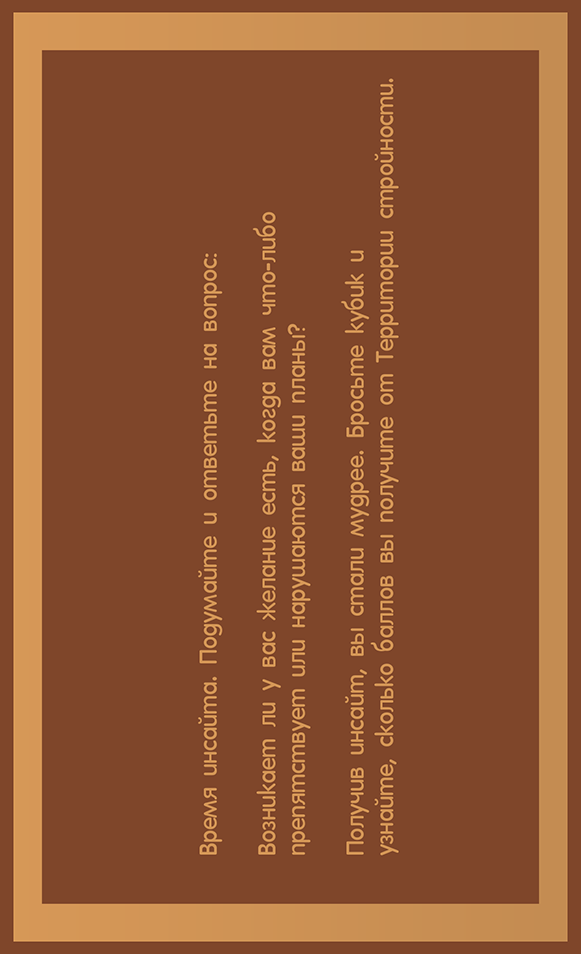 Время инсайта. Подумайте и ответьте на вопрос:
Возникает ли у вас желание есть, когда вам что-либо
препятствует или нарушаются ваши планы?
Получив инсайт, вы стали мудрее. Бросьте кубик и
узнайте, сколько баллов вы получите от Территории стройности.